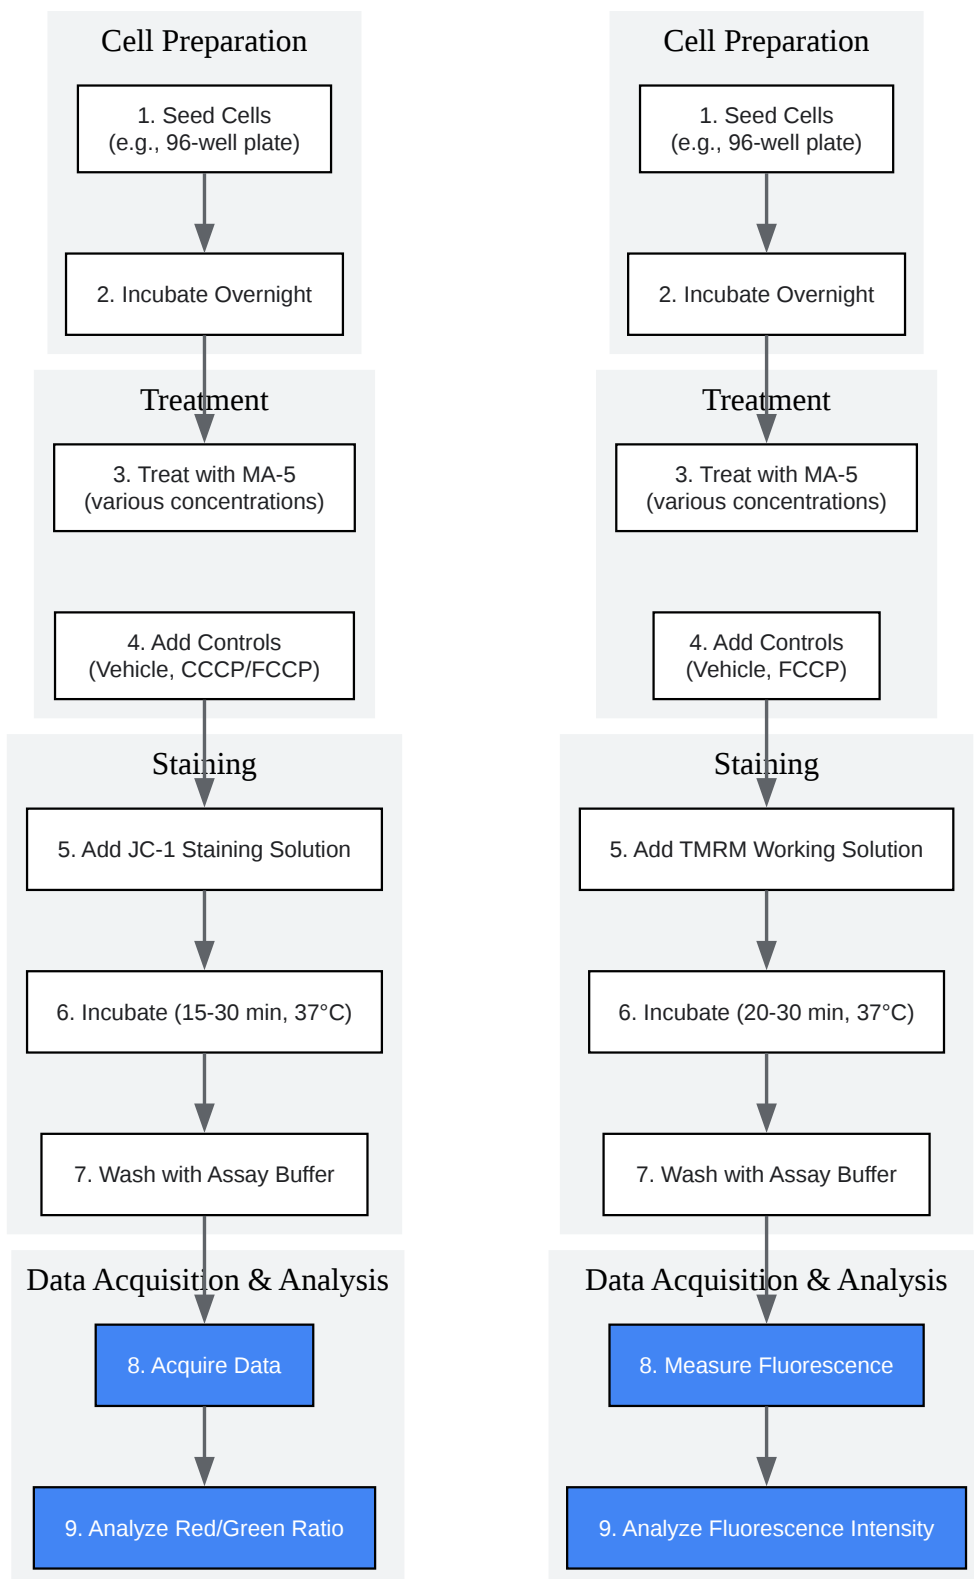 Cell Preparation
1. Seed Cells
(e.g., 96-well plate)
2. Incubate Overnight
Treatment
3. Treat with MA-5
(various concentrations)
4. Add Controls
(Vehicle, CCCP/FCCP)
Staining
5. Add JC-1 Staining Solution
6. Incubate (15-30 min, 37°C)
7. Wash with Assay Buffer
Data Acquisition & Analysis
8. Acquire Data
9. Analyze Red/Green Ratio
Cell Preparation
1. Seed Cells
(e.g., 96-well plate)
2. Incubate Overnight
Treatment
3. Treat with MA-5
(various concentrations)
4. Add Controls
(Vehicle, FCCP)
Staining
5. Add TMRM Working Solution
6. Incubate (20-30 min, 37°C)
7. Wash with Assay Buffer
Data Acquisition & Analysis
8. Measure Fluorescence
9. Analyze Fluorescence Intensity